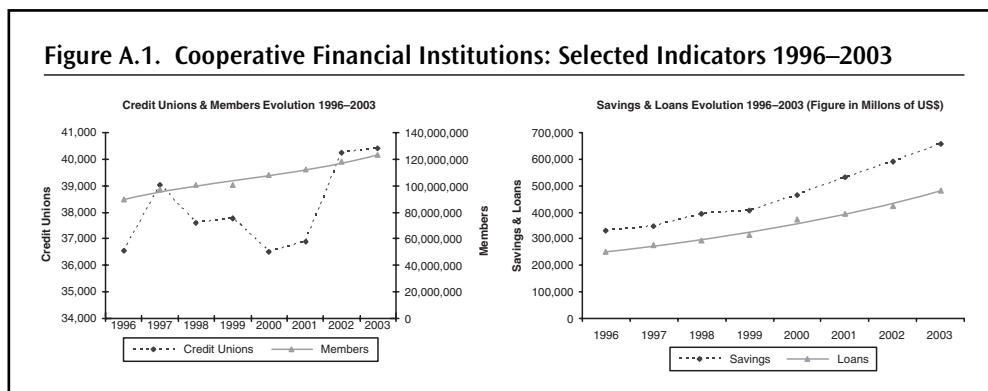 Figure A.1. Cooperative Financial Institutions: Selected Indicators 1996–2003
Credit Unions & Members Evolution 1996–2003
41,000
40,000
39,000
38,000
37,000
36,000
35,000
34,000
Credit Unions
140,000,000
120,000,000
100,000,000
80,000,000
60,000,000
40,000,000
20,000,000
0
Members
1996 1997 1998 1999 2000 2001 2002 2003
Credit Unions Members
Savings & Loans Evolution 1996–2003 (Figure in Millons of US$)
700,000
600,000
500,000
400,000
300,000
200,000
100,000
0
Savings & Loans
1996 1997 1998 1999 2000 2001 2002 2003
Savings Loans